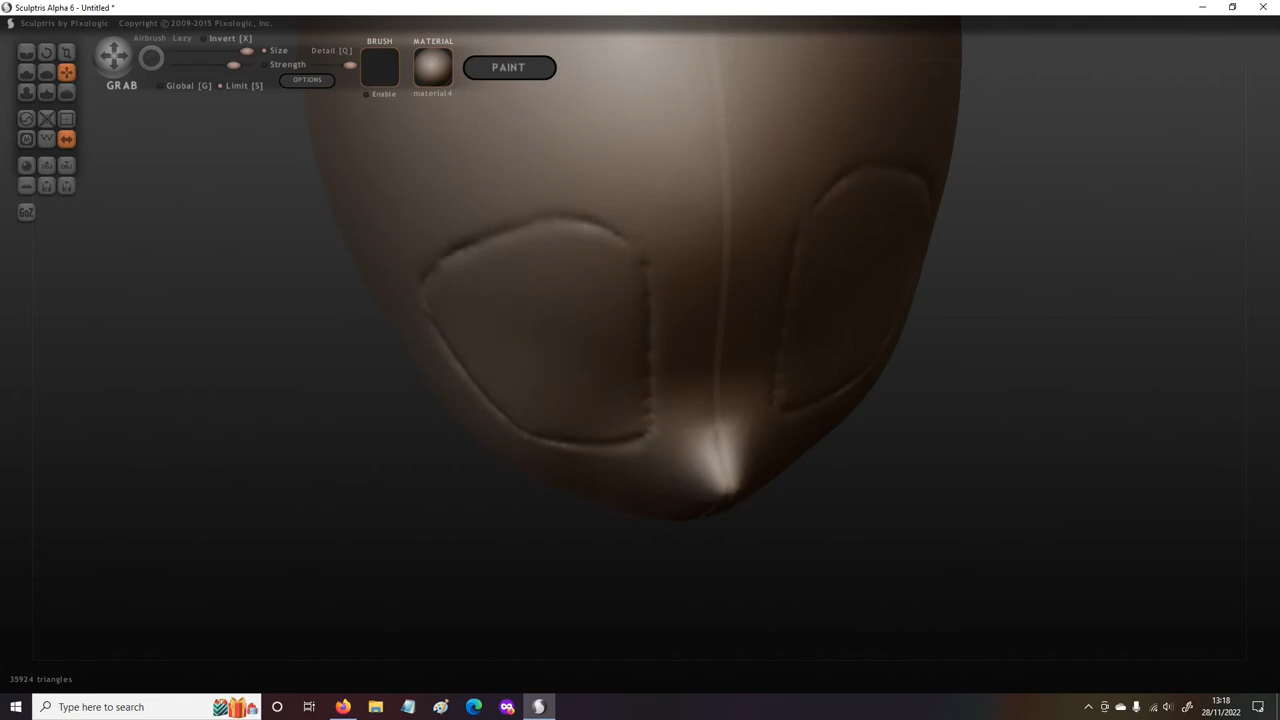 Sculptris Alpha 6 - Untitled *
Sculptris by Pixologic Copyright © 2009-2015 Pixologic, Inc.
Airbrush Lazy Invert [X]
Size Detail [Q]
Strength
GRAB
Global [G] Limit [S]
OPTIONS
BRUSH
Enable
MATERIAL
material4
PAINT
GoZ
35924 triangles
Type here to search
13:18
28/11/2022